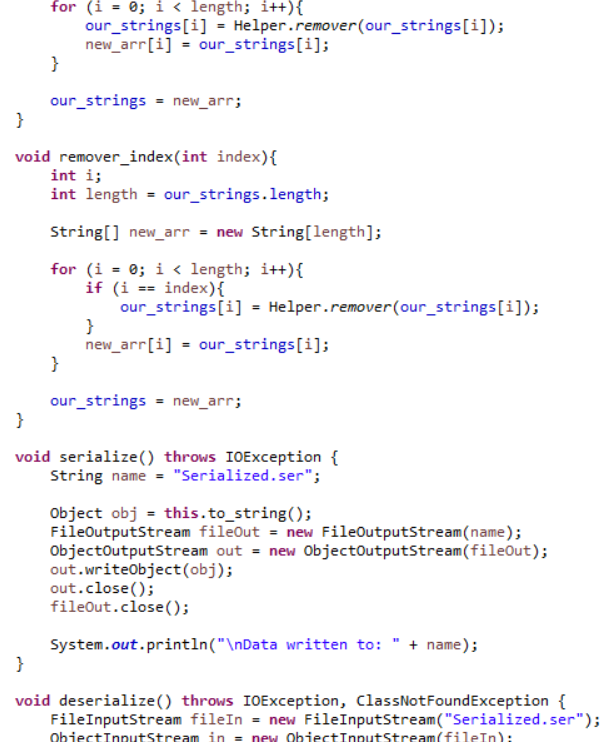 for (i = 0; i < length; i++){
our_strings[i] = Helper.remover(our_strings[i]);
new_arr[i] = our_strings[i];
}
our_strings = new_arr;
}
void remover_index(int index){
int i;
int length = our_strings.length;
String[] new_arr = new String[length];
for (i = 0; i < length; i++){
if (i == index){
our_strings[i] = Helper.remover(our_strings[i]);
}
new_arr[i] = our_strings[i];
}
our_strings = new_arr;
}
void serialize() throws IOException {
String name = "Serialized.ser";
Object obj = this.to_string();
FileOutputStream fileOut = new FileOutputStream(name);
ObjectOutputStream out = new ObjectOutputStream(fileOut);
out.writeObject(obj);
out.close();
fileOut.close();
System.out.println("\nData written to: " + name);
}
void deserialize() throws IOException, ClassNotFoundException {
FileInputStream fileIn = new FileInputStream("Serialized.ser");
ObjectInputStream in = new ObjectInputStream(fileIn);